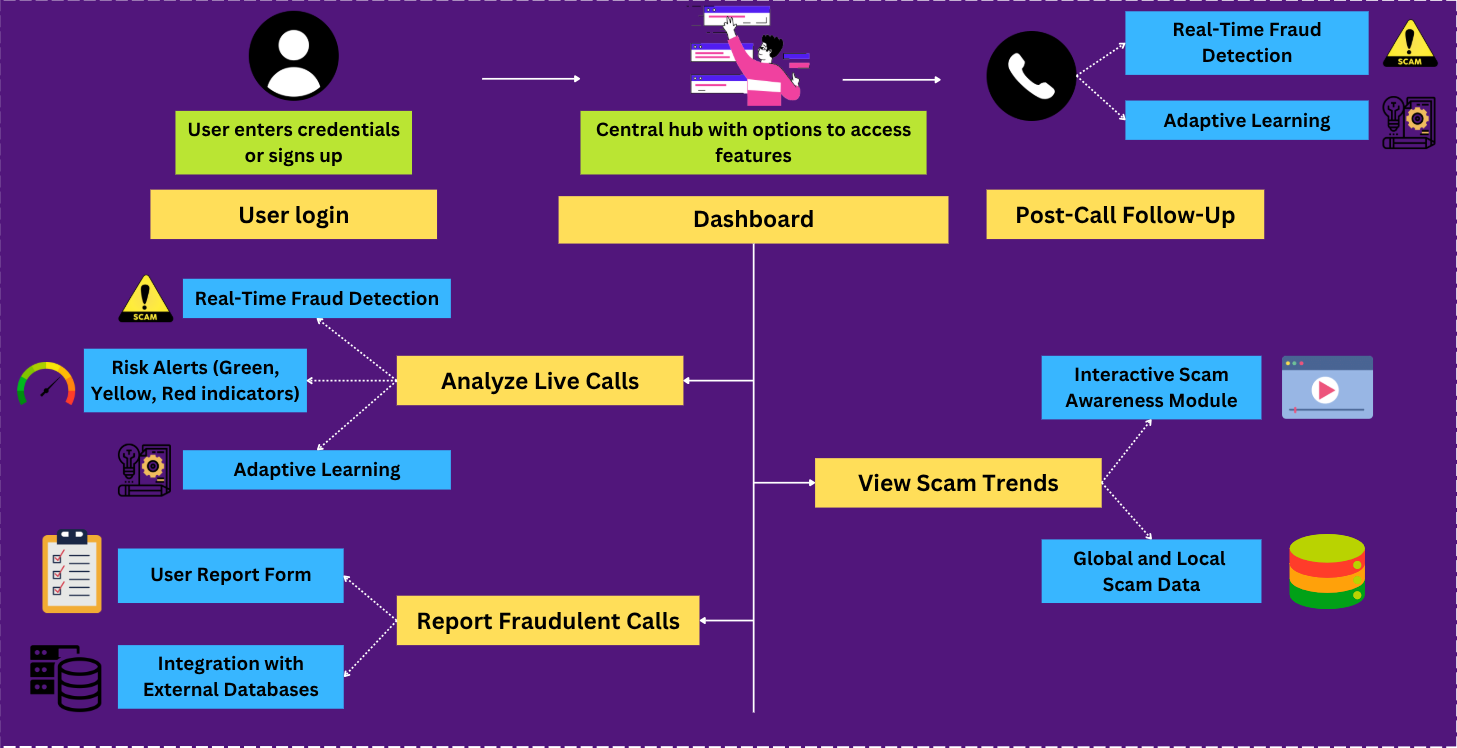 User enters credentials
or signs up
User login
Central hub with options to access
features
Dashboard
Real-Time Fraud
Detection
SCAM
Adaptive Learning
Post-Call Follow-Up
Real-Time Fraud Detection
SCAM
Risk Alerts (Green,
Yellow, Red indicators)
Adaptive Learning
Analyze Live Calls
Interactive Scam
Awareness Module
View Scam Trends
Global and Local
Scam Data
User Report Form
Report Fraudulent Calls
Integration with
External Databases